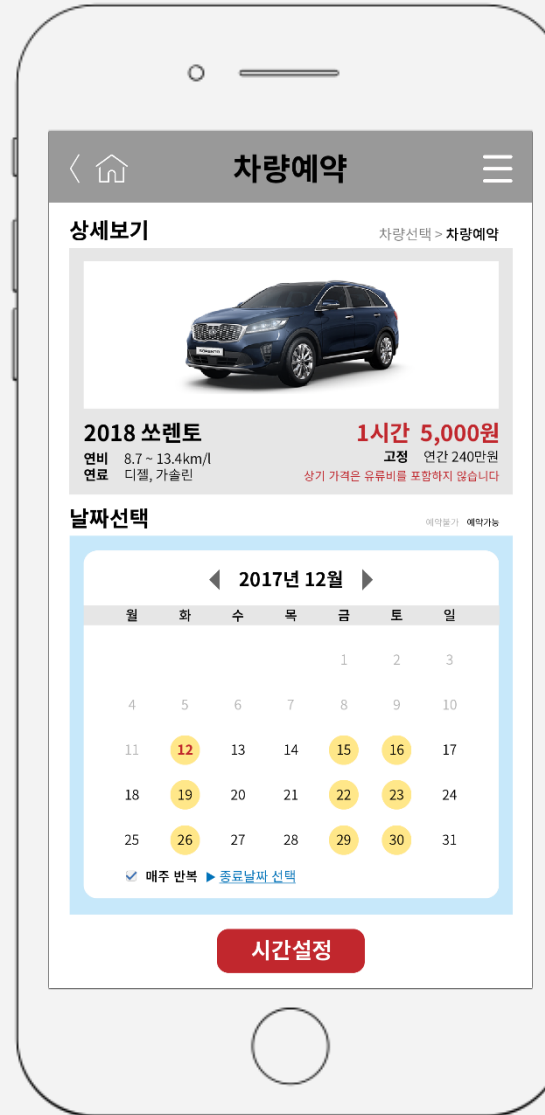 차량예약
상세보기
차량선택 > 차량예약
SORENTO
2018 쏘렌토
1시간 5,000원
연비 8.7 ~ 13.4km/l
고정 연간 240만원
연료 디젤, 가솔린
상기 가격은 유류비를 포함하지 않습니다
날짜선택
예약불가 예약가능
2017년 12월
월 화 수 목 금 토 일
1 2 3
4 5 6 7 8 9 10
11 12 13 14 15 16 17
18 19 20 21 22 23 24
25 26 27 28 29 30 31
매주 반복 ▶ 종료날짜 선택
시간설정